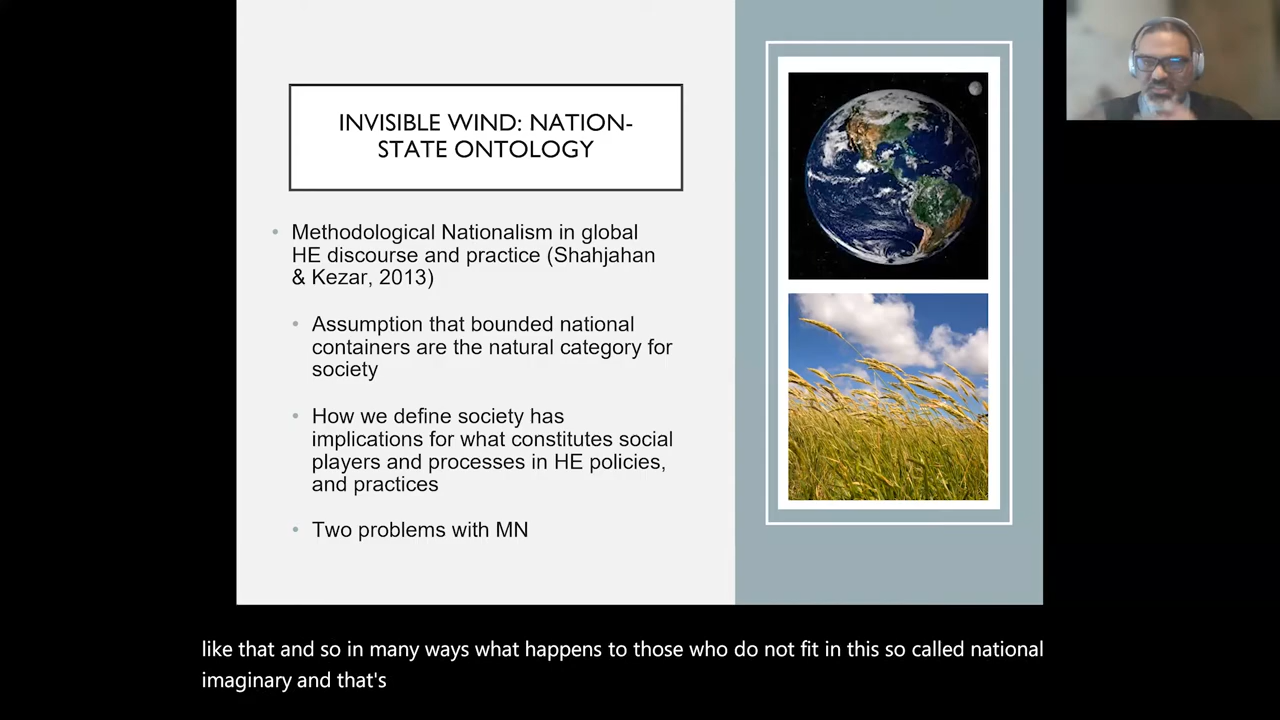 INVISIBLE WIND: NATION-
STATE ONTOLOGY
• Methodological Nationalism in global
HE discourse and practice (Shahjahan
& Kezar, 2013)
• Assumption that bounded national
containers are the natural category for
society
• How we define society has
implications for what constitutes social
players and processes in HE policies,
and practices
• Two problems with MN
like that and so in many ways what happens to those who do not fit in this so called national
imaginary and that's